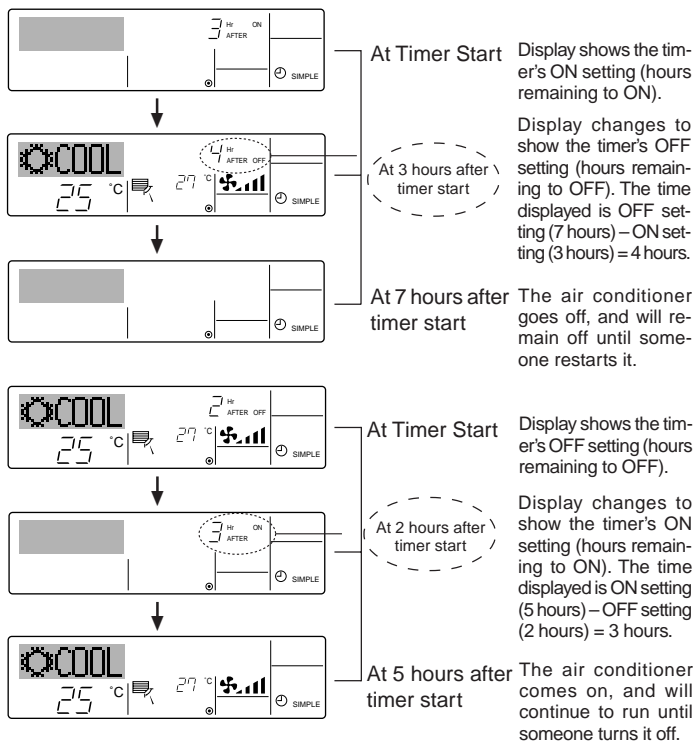 3 Hr ON
AFTER
SIMPLE
At Timer Start
Display shows the tim-
er's ON setting (hours
remaining to ON).
COOL
4 Hr
AFTER OFF
25 °C
27 °C
SIMPLE
At 3 hours after
timer start
Display changes to
show the timer's OFF
setting (hours remain-
ing to OFF). The time
displayed is OFF set-
ting (7 hours) – ON set-
ting (3 hours) = 4 hours.
SIMPLE
At 7 hours after
timer start
The air conditioner
goes off, and will re-
main off until some-
one restarts it.
COOL
2 Hr
AFTER OFF
25 °C
27 °C
SIMPLE
At Timer Start
Display shows the tim-
er's OFF setting (hours
remaining to OFF).
3 Hr ON
AFTER
SIMPLE
At 2 hours after
timer start
Display changes to
show the timer's ON
setting (hours remain-
ing to ON). The time
displayed is ON setting
(5 hours) – OFF setting
(2 hours) = 3 hours.
COOL
25 °C
27 °C
SIMPLE
At 5 hours after
timer start
The air conditioner
comes on, and will
continue to run until
someone turns it off.